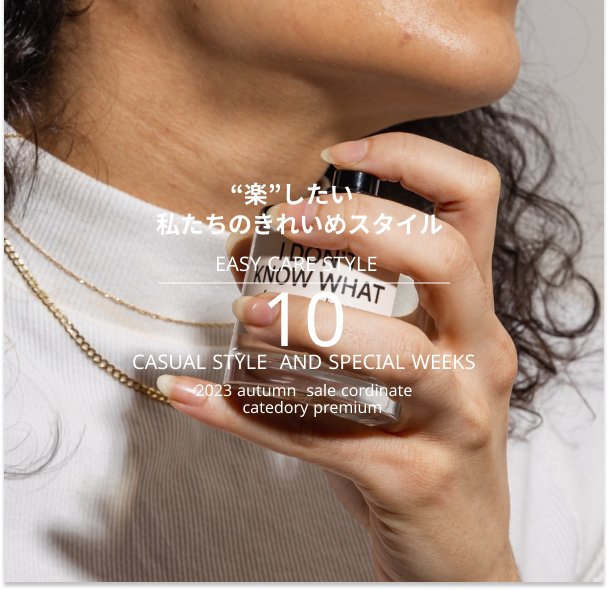 “楽”したい
私たちのきれいめスタイル
EASY CARE STYLE
I DON'T
KNOW WHAT
10
CASUAL STYLE AND SPECIAL WEEKS
2023 autumn sale cordinate
catedory premium